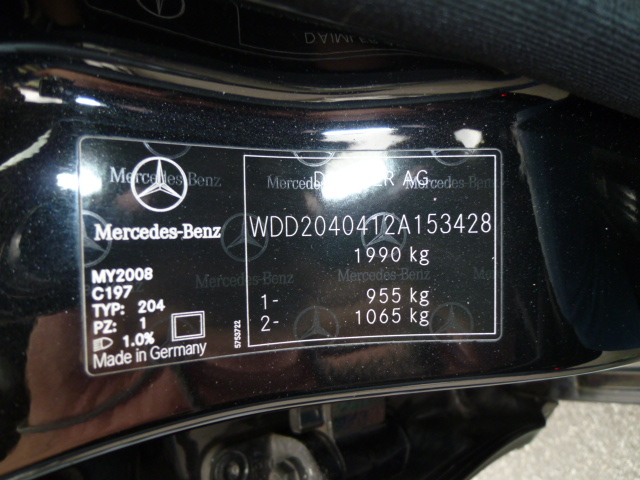 DAIMLER
Mercedes-Benz
Mercedes-Benz
MY2008
C197
TYP: 204
PZ: 1
1.0%
Made in Germany
5753722
AG
WDD2040412A153428
1990 kg
1- 955 kg
2- 1065 kg